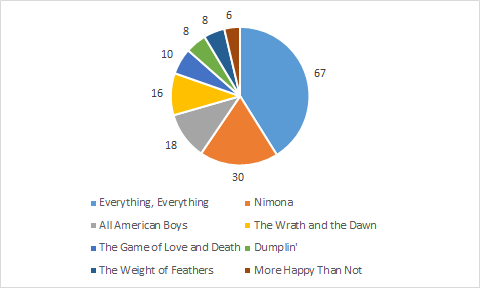 67
30
18
16
10
8
8
6
Everything, Everything
Nimona
All American Boys
The Wrath and the Dawn
The Game of Love and Death
Dumplin'
The Weight of Feathers
More Happy Than Not